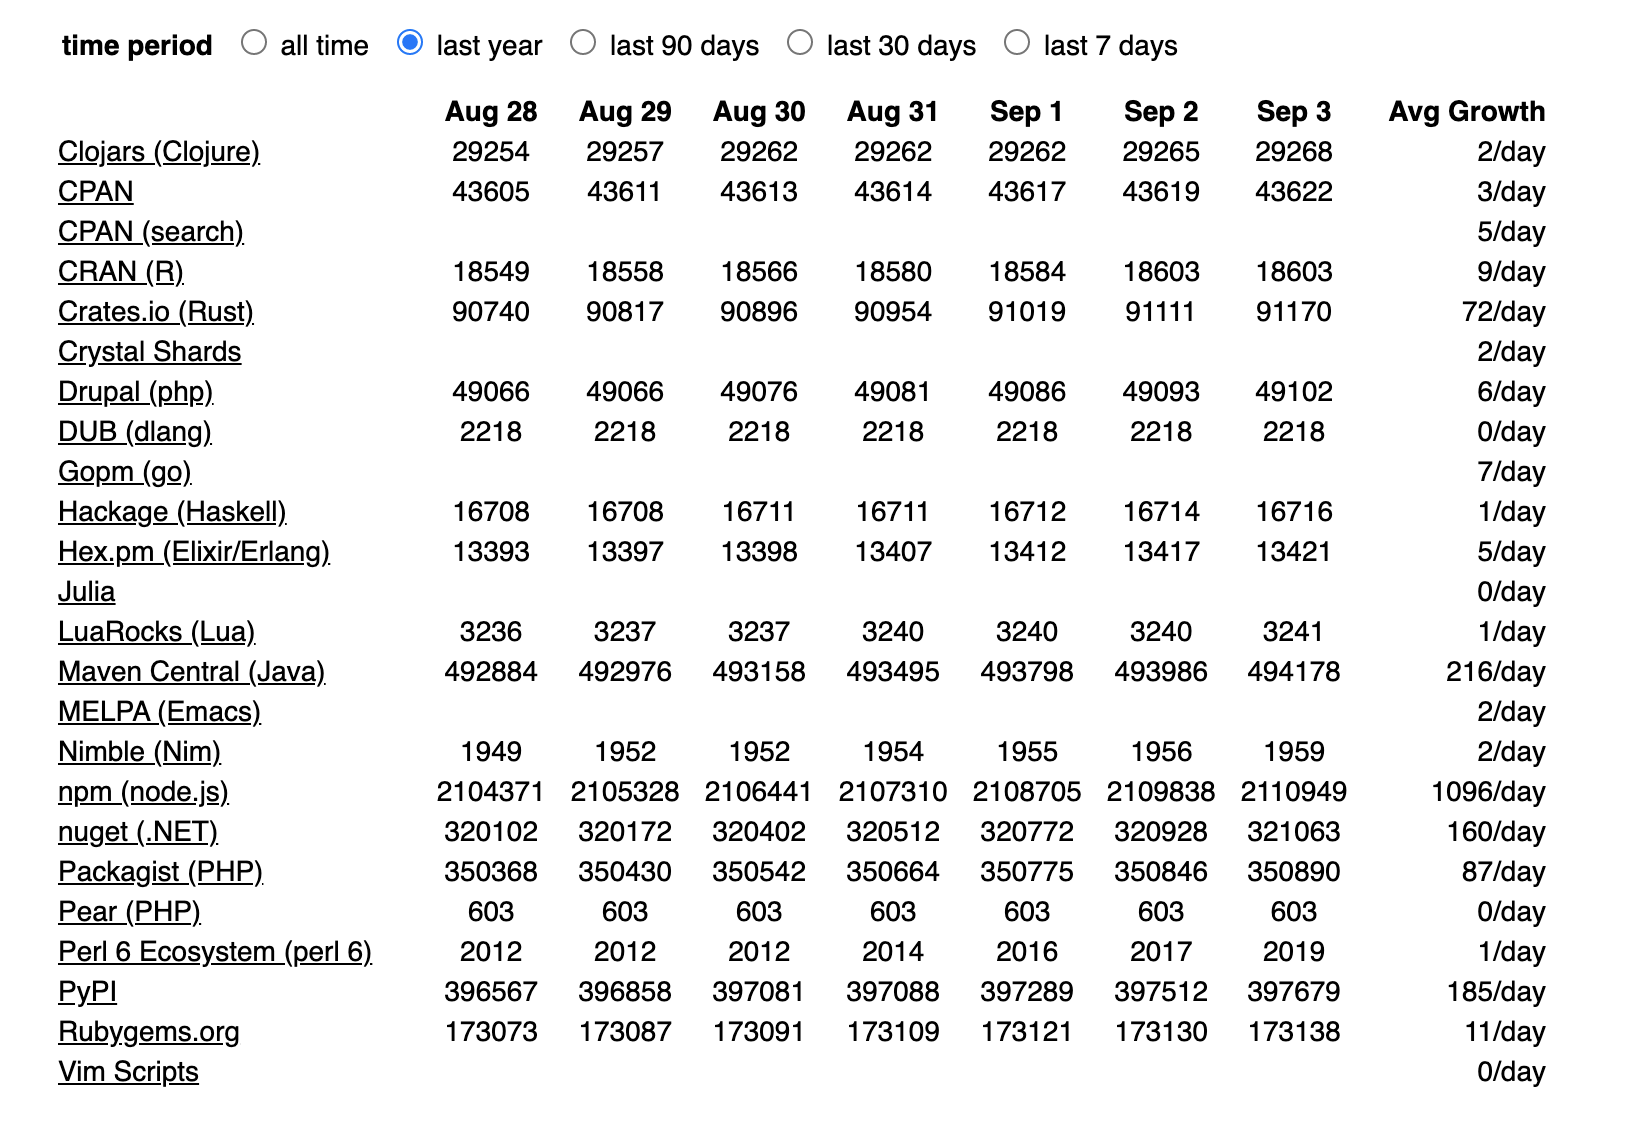 time period all time last year last 90 days last 30 days last 7 days
Aug 28 Aug 29 Aug 30 Aug 31 Sep 1 Sep 2 Sep 3 Avg Growth
Clojars (Clojure) 29254 29257 29262 29262 29262 29265 29268 2/day
CPAN 43605 43611 43613 43614 43617 43619 43622 3/day
CPAN (search) 5/day
CRAN (R) 18549 18558 18566 18580 18584 18603 18603 9/day
Crates.io (Rust) 90740 90817 90896 90954 91019 91111 91170 72/day
Crystal Shards 2/day
Drupal (php) 49066 49066 49076 49081 49086 49093 49102 6/day
DUB (dlang) 2218 2218 2218 2218 2218 2218 2218 0/day
Gopm (go) 7/day
Hackage (Haskell) 16708 16708 16711 16711 16712 16714 16716 1/day
Hex.pm (Elixir/Erlang) 13393 13397 13398 13407 13412 13417 13421 5/day
Julia 0/day
LuaRocks (Lua) 3236 3237 3237 3240 3240 3240 3241 1/day
Maven Central (Java) 492884 492976 493158 493495 493798 493986 494178 216/day
MELPA (Emacs) 2/day
Nimble (Nim) 1949 1952 1952 1954 1955 1956 1959 2/day
npm (node.js) 2104371 2105328 2106441 2107310 2108705 2109838 2110949 1096/day
nuget (.NET) 320102 320172 320402 320512 320772 320928 321063 160/day
Packagist (PHP) 350368 350430 350542 350664 350775 350846 350890 87/day
Pear (PHP) 603 603 603 603 603 603 603 0/day
Perl 6 Ecosystem (perl 6) 2012 2012 2012 2014 2016 2017 2019 1/day
PyPI 396567 396858 397081 397088 397289 397512 397679 185/day
Rubygems.org 173073 173087 173091 173109 173121 173130 173138 11/day
Vim Scripts 0/day